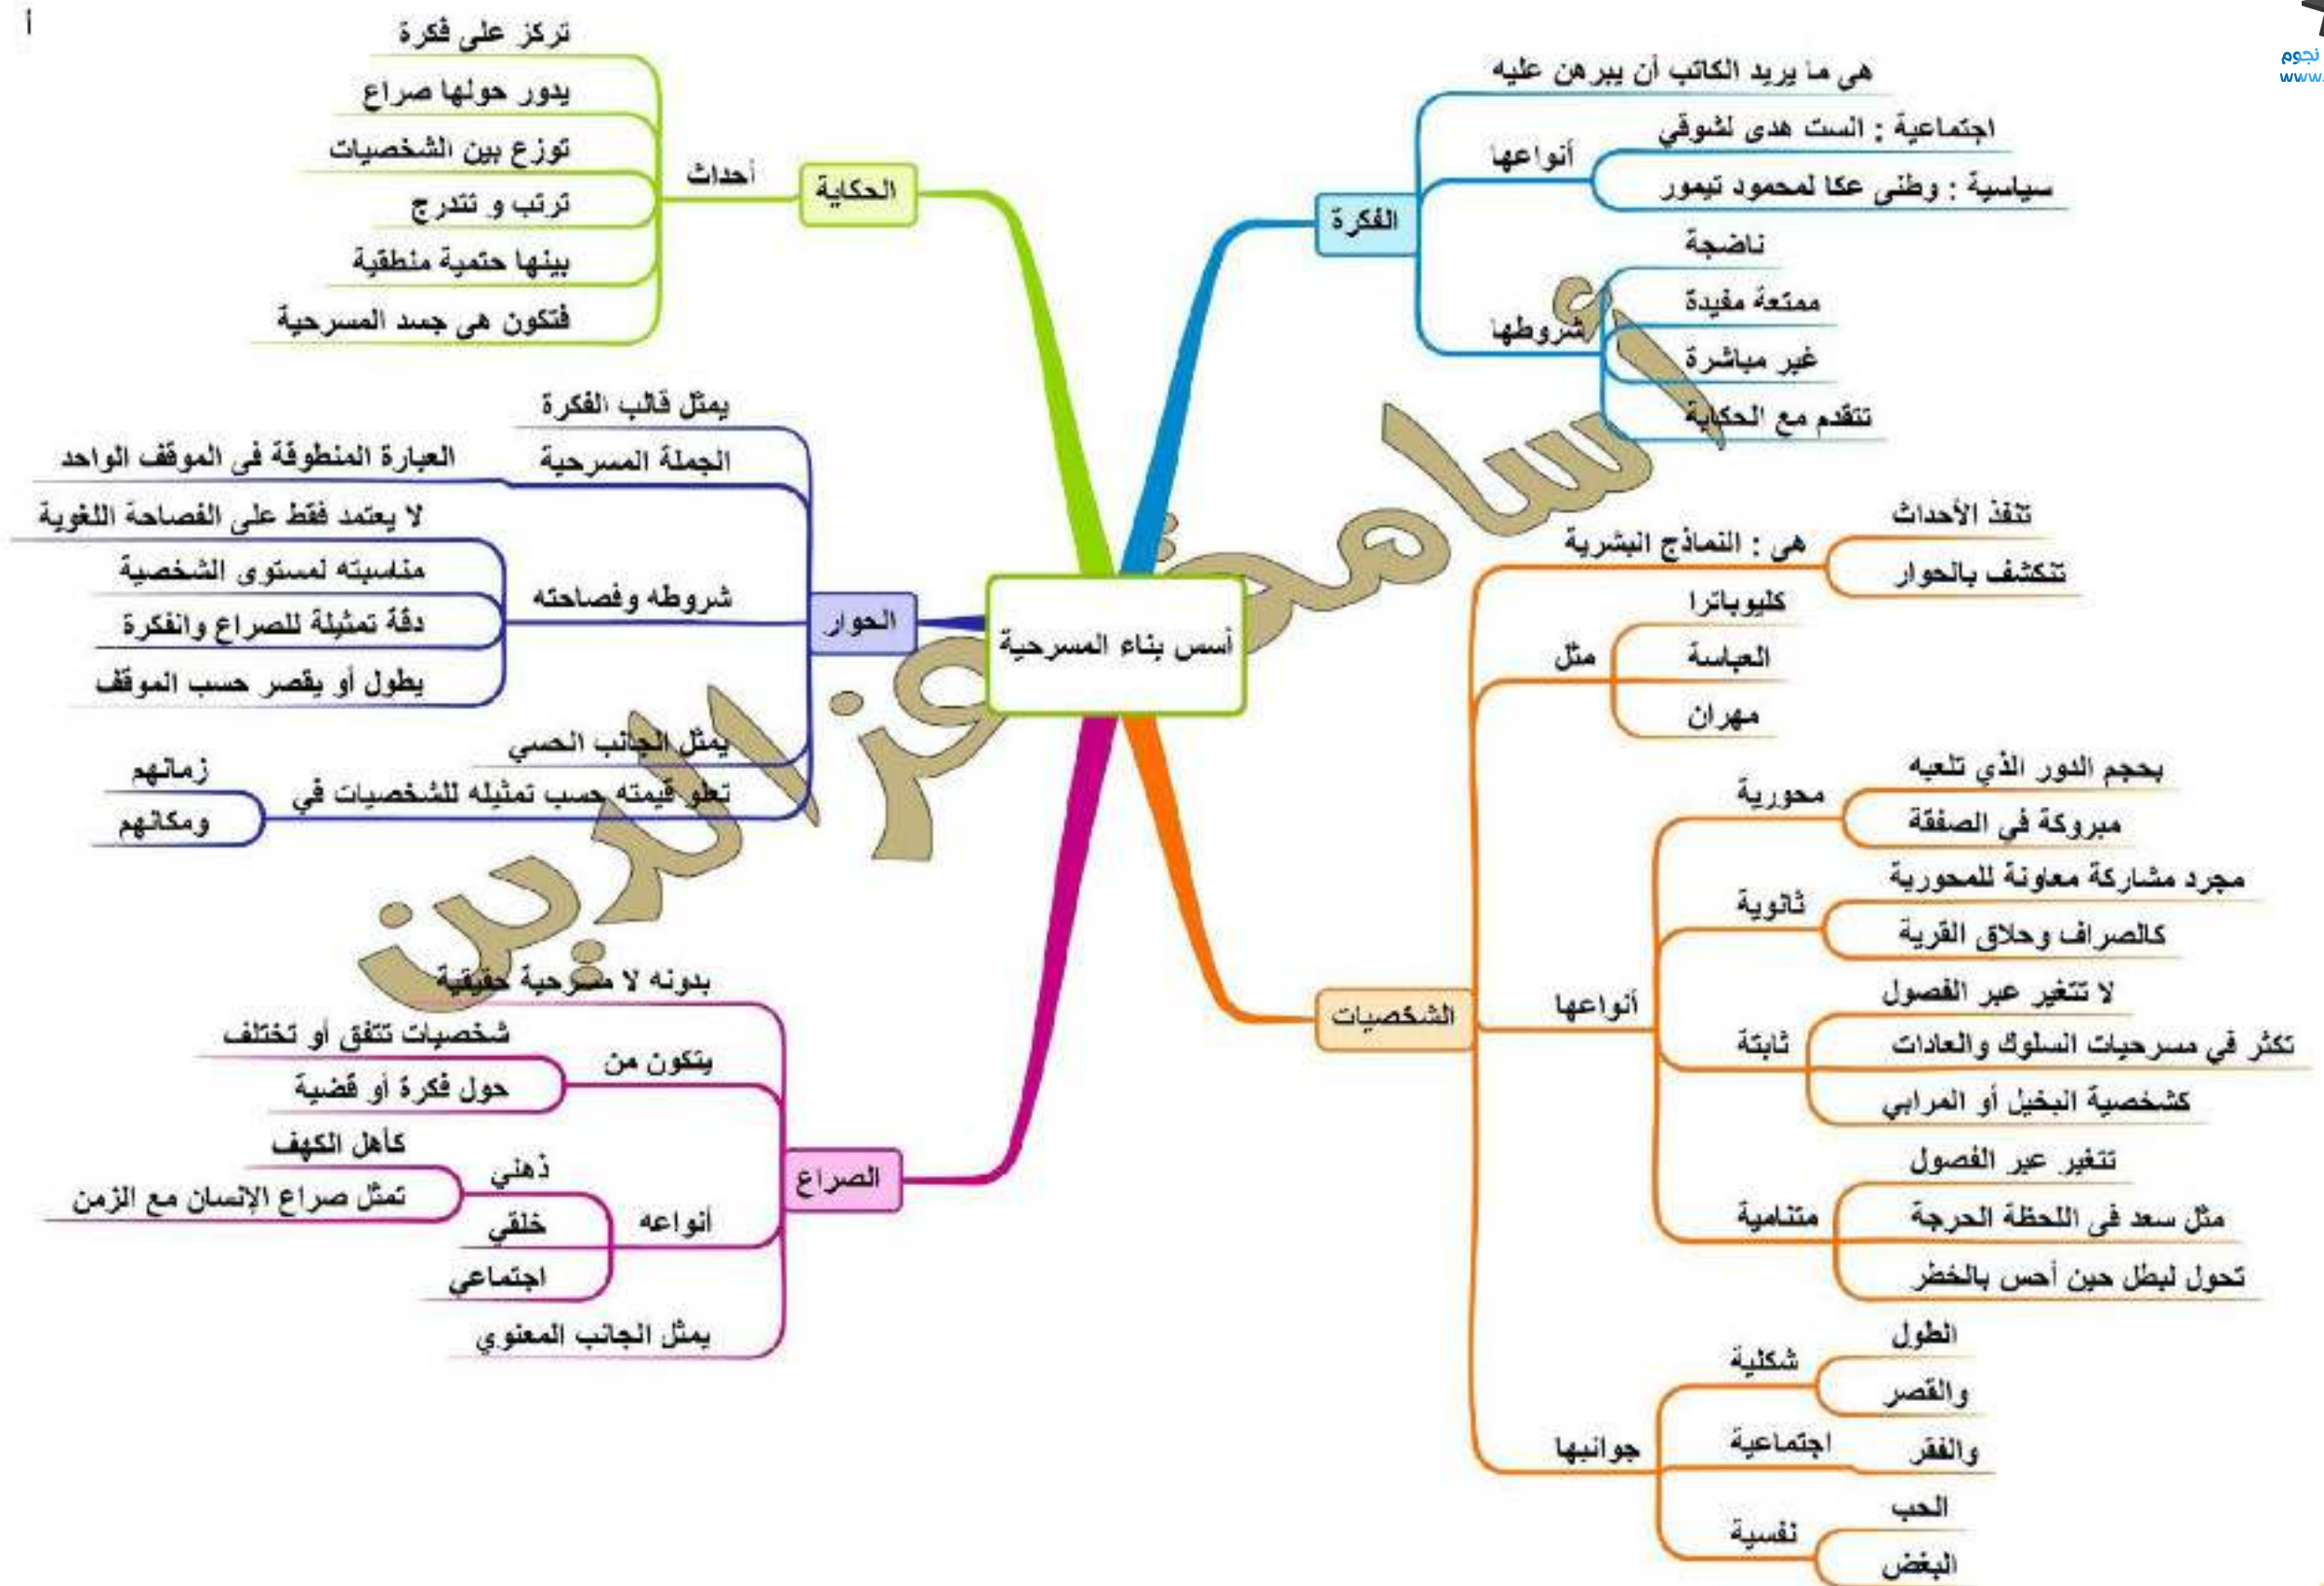 أ
نجوم
www.
أسس بناء المسرحية
الفكرة
هى ما يريد الكاتب أن يبرهن عليه
أنواعها
اجتماعية : الست هدى لشوقي
سياسية : وطنى عكا لمحمود تيمور
شروطها
ناضجة
ممتعة مفيدة
غير مباشرة
تتقدم مع الحكاية
الشخصيات
هى : النماذج البشرية
تنفذ الأحداث
تنكشف بالحوار
مثل
كليوباترا
العباسة
مهران
أنواعها
محورية
بحجم الدور الذي تلعبه
مبروكة في الصفقة
ثانوية
مجرد مشاركة معاونة للمحورية
كالصراف وحلاق القرية
ثابتة
لا تتغير عبر الفصول
تكثر في مسرحيات السلوك والعادات
كشخصية البخيل أو المرابي
متنامية
تتغير عبر الفصول
مثل سعد فى اللحظة الحرجة
تحول لبطل حين أحس بالخطر
جوانبها
شكلية
الطول
والقصر
اجتماعية
والفقر
نفسية
الحب
البغض
الحكاية
أحداث
تركز على فكرة
يدور حولها صراع
توزع بين الشخصيات
ترتب و تتدرج
بينها حتمية منطقية
فتكون هى جسد المسرحية
الحوار
يمثل قالب الفكرة
الجملة المسرحية
العبارة المنطوقة فى الموقف الواحد
شروطه وفصاحته
لا يعتمد فقط على الفصاحة اللغوية
مناسبته لمستوى الشخصية
دقة تمثيلة للصراع والفكرة
يطول أو يقصر حسب الموقف
يمثل الجانب الحسي
تعلو قيمته حسب تمثيله للشخصيات في
زمانهم
ومكانهم
الصراع
بدونه لا مسرحية حقيقية
يتكون من
شخصيات تتفق أو تختلف
حول فكرة أو قضية
أنواعه
ذهني
كأهل الكهف
تمثل صراع الإنسان مع الزمن
خلقي
اجتماعي
يمثل الجانب المعنوي
أسامة عز الدين